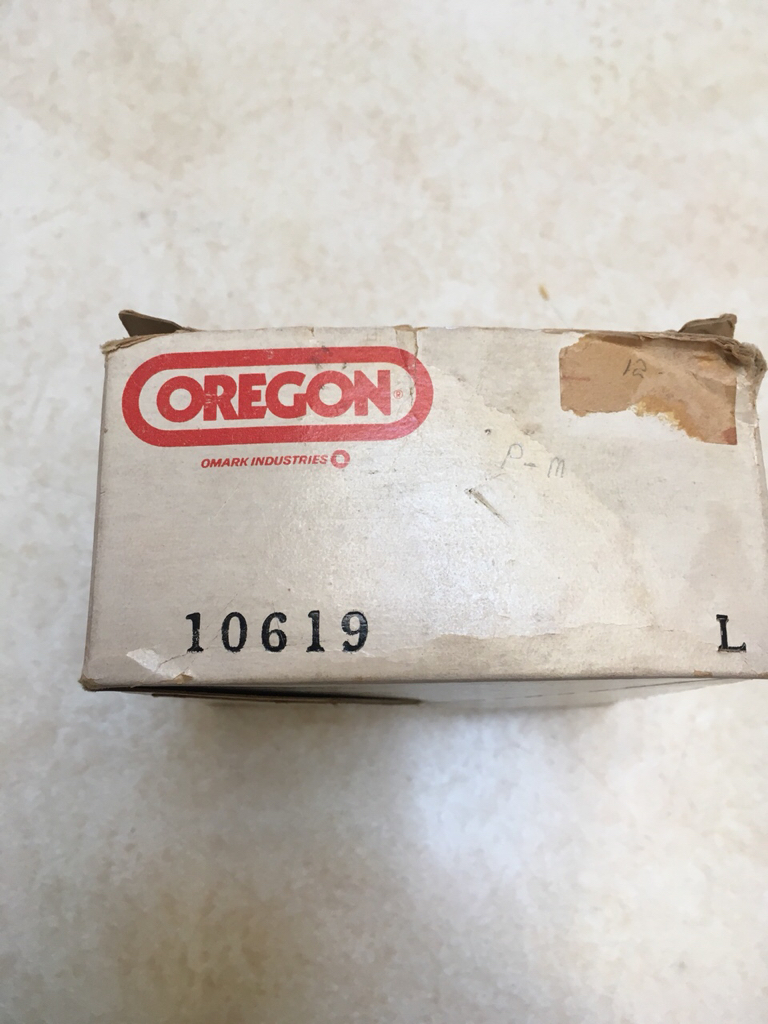 OREGON®
12
OMARK INDUSTRIES
P-M
10619 L